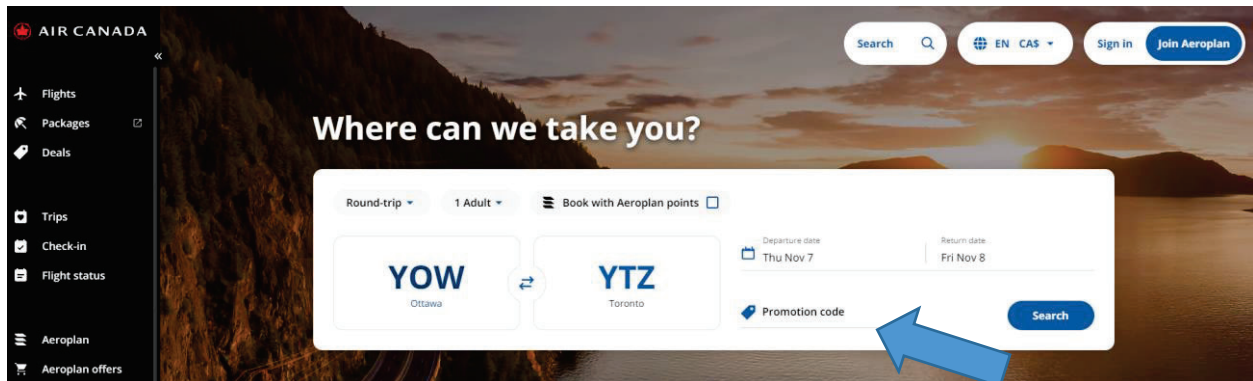 AIR CANADA
«
Search
EN CA$
Sign in
Join Aeroplan
Flights
Packages
Deals
Trips
Check-in
Flight status
Aeroplan
Aeroplan offers
Where can we take you?
Round-trip
1 Adult
Book with Aeroplan points
YOW
Ottawa
YTZ
Toronto
Departure date
Thu Nov 7
Return date
Fri Nov 8
Promotion code
Search